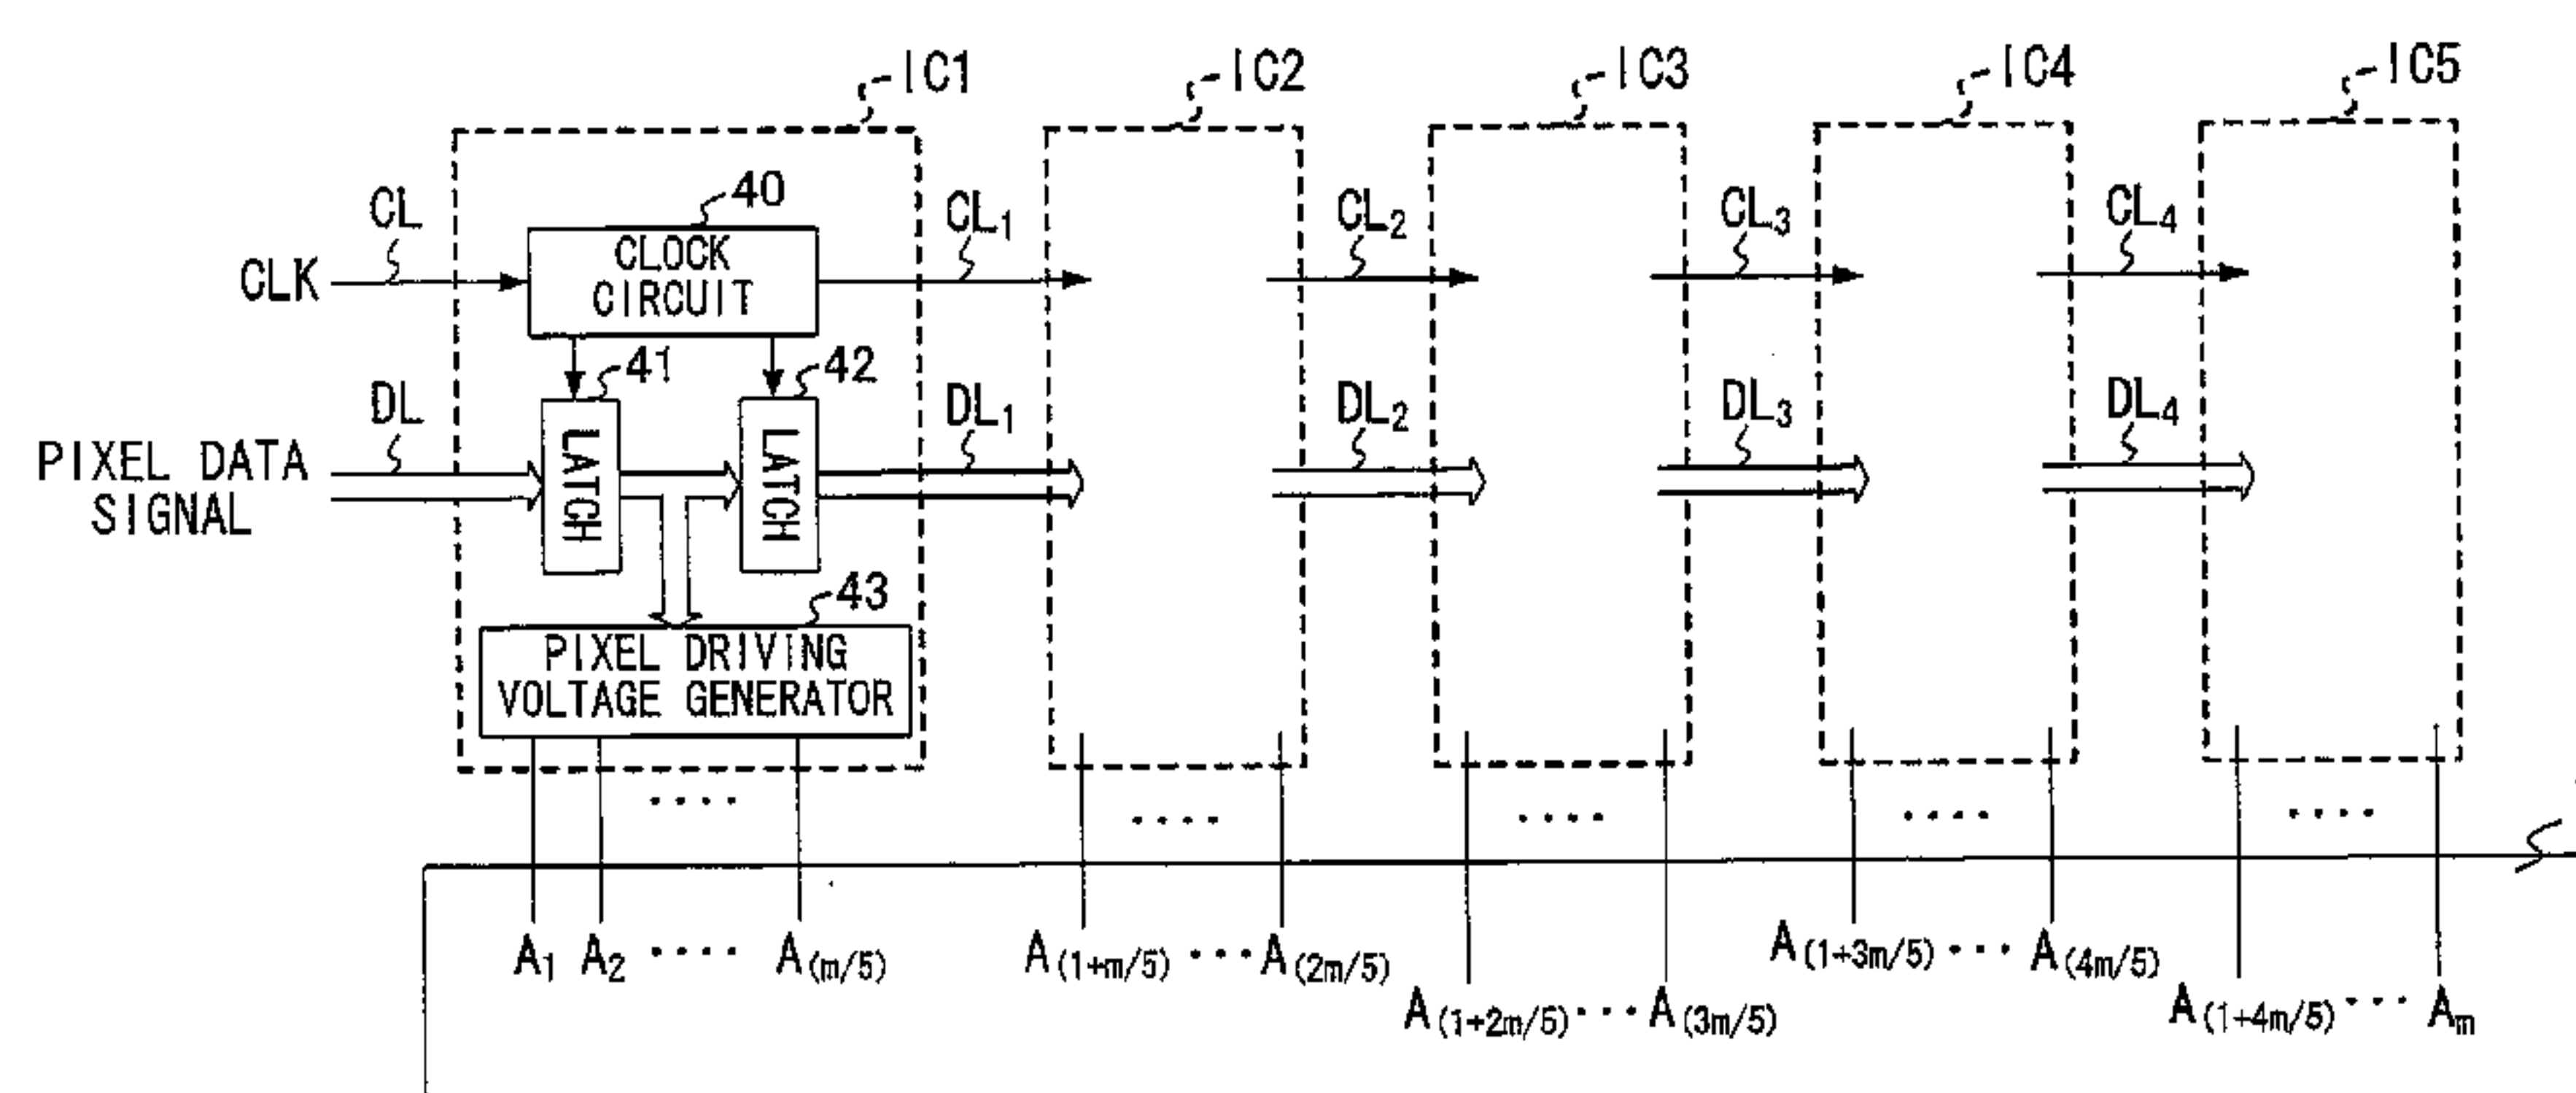 IC1
IC2
IC3
IC4
IC5
40
CL
CLK
CLOCK
CIRCUIT
CL1
CL2
CL3
CL4
41
42
DL
PIXEL DATA
SIGNAL
LATCH
LATCH
DL1
DL2
DL3
DL4
43
PIXEL DRIVING
VOLTAGE GENERATOR
....
....
....
....
....
A1 A2 .... A(m/5)
A(1+m/5) ... A(2m/5)
A(1+2m/5) ... A(3m/5)
A(1+3m/5) ... A(4m/5)
A(1+4m/5) ... Am